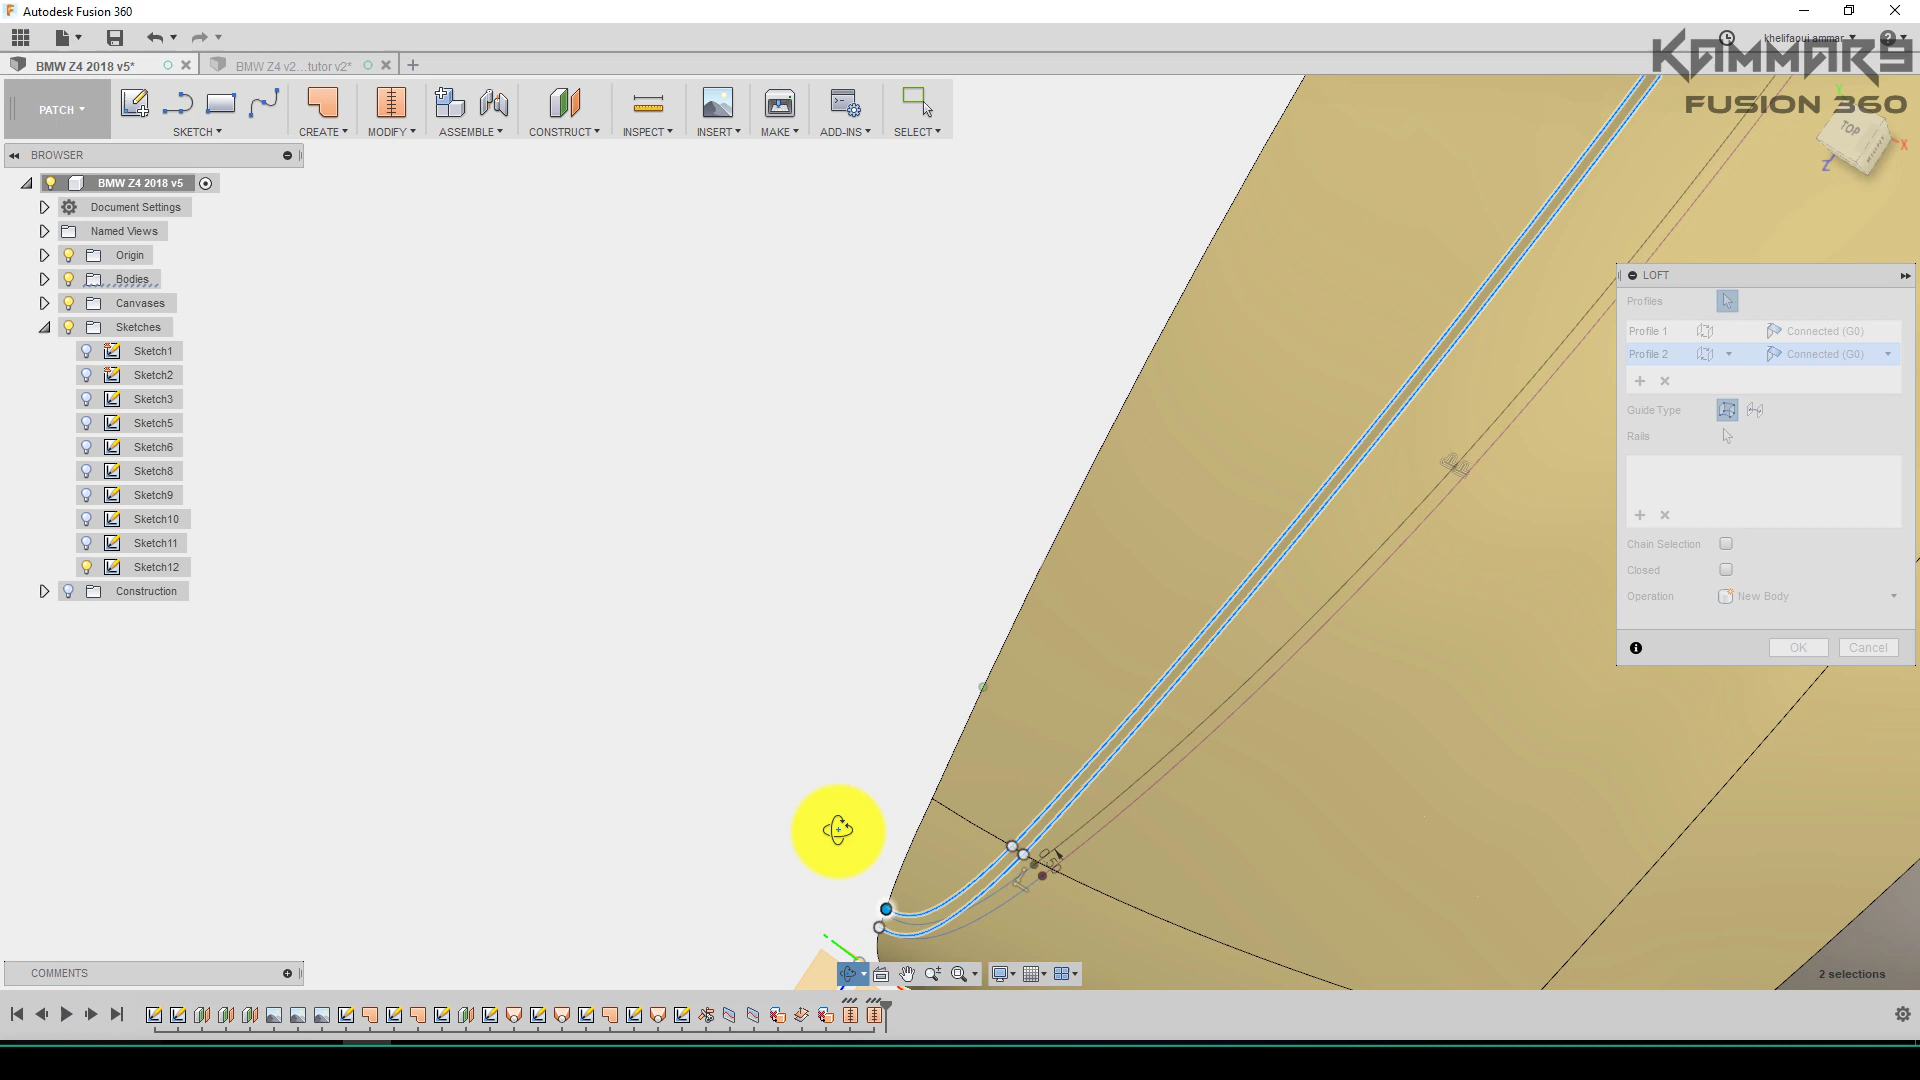 Autodesk Fusion 360
khelifaoui ammar
KAMMAR9
FUSION 360
BMW Z4 2018 v5*
BMW Z4 v2...tutor v2*
PATCH
SKETCH
CREATE
MODIFY
ASSEMBLE
CONSTRUCT
INSPECT
INSERT
MAKE
ADD-INS
SELECT
TOP
X
Y
Z
BROWSER
BMW Z4 2018 v5
Document Settings
Named Views
Origin
Bodies
Canvases
Sketches
Sketch1
Sketch2
Sketch3
Sketch5
Sketch6
Sketch8
Sketch9
Sketch10
Sketch11
Sketch12
Construction
LOFT
Profiles
Profile 1 Connected (G0)
Profile 2 Connected (G0)
Guide Type
Rails
Chain Selection
Closed
Operation New Body
OK Cancel
COMMENTS
2 selections